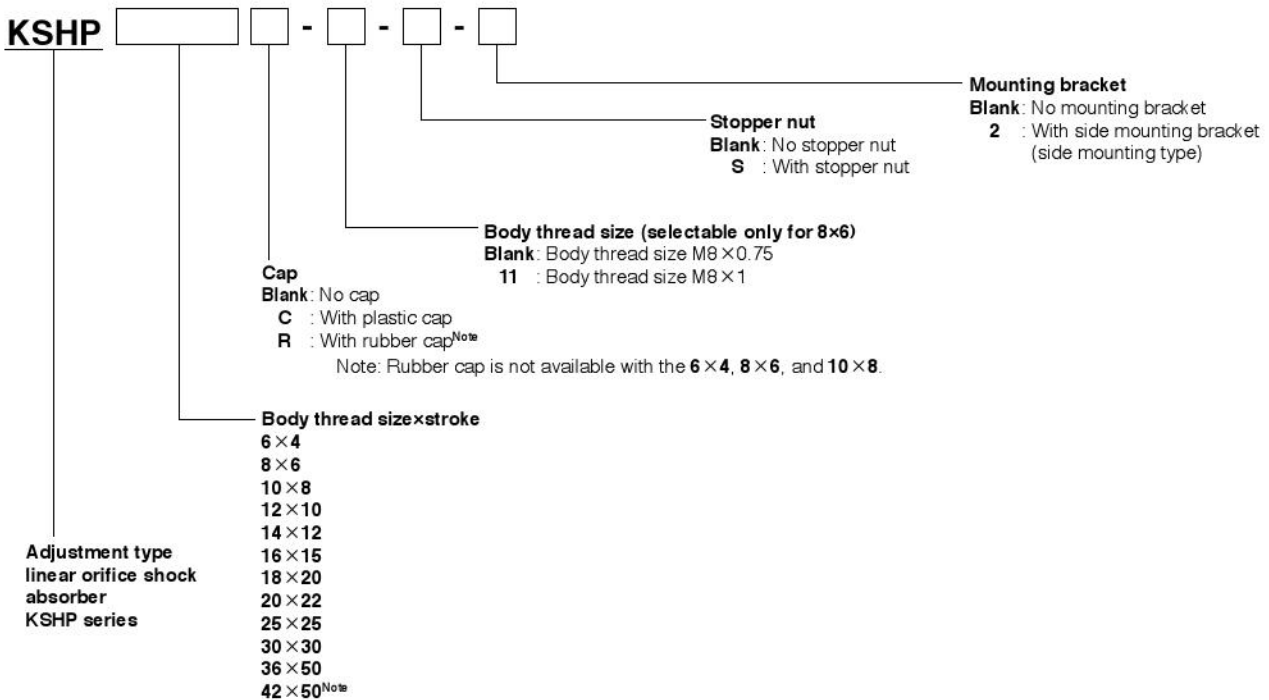 KSHP - - -
Mounting bracket
Blank: No mounting bracket
2 : With side mounting bracket
(side mounting type)
Stopper nut
Blank: No stopper nut
S : With stopper nut
Body thread size (selectable only for 8×6)
Blank: Body thread size M8×0.75
11 : Body thread size M8×1
Cap
Blank: No cap
C : With plastic cap
R : With rubber capNote
Note: Rubber cap is not available with the 6×4, 8×6, and 10×8.
Body thread size×stroke
6×4
8×6
10×8
12×10
14×12
16×15
18×20
20×22
25×25
30×30
36×50
42×50Note
Adjustment type
linear orifice shock
absorber
KSHP series